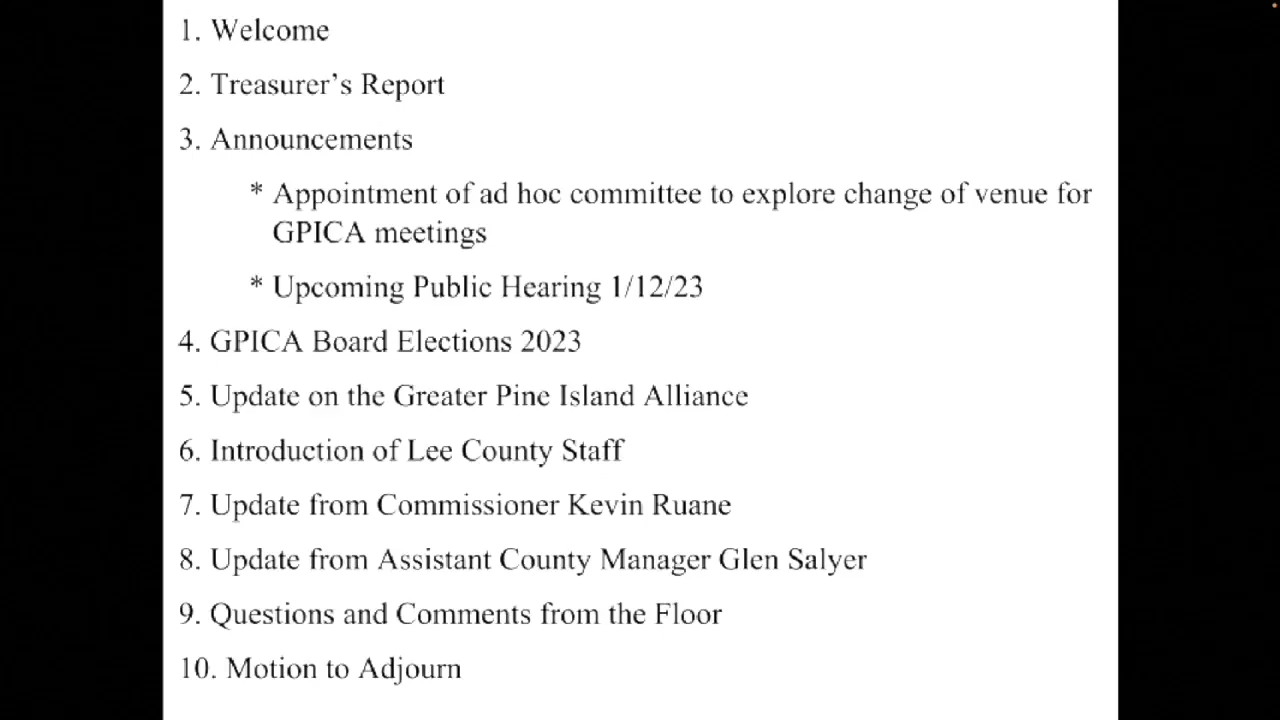 1. Welcome
2. Treasurer’s Report
3. Announcements
* Appointment of ad hoc committee to explore change of venue for
GPICA meetings
* Upcoming Public Hearing 1/12/23
4. GPICA Board Elections 2023
5. Update on the Greater Pine Island Alliance
6. Introduction of Lee County Staff
7. Update from Commissioner Kevin Ruane
8. Update from Assistant County Manager Glen Salyer
9. Questions and Comments from the Floor
10. Motion to Adjourn